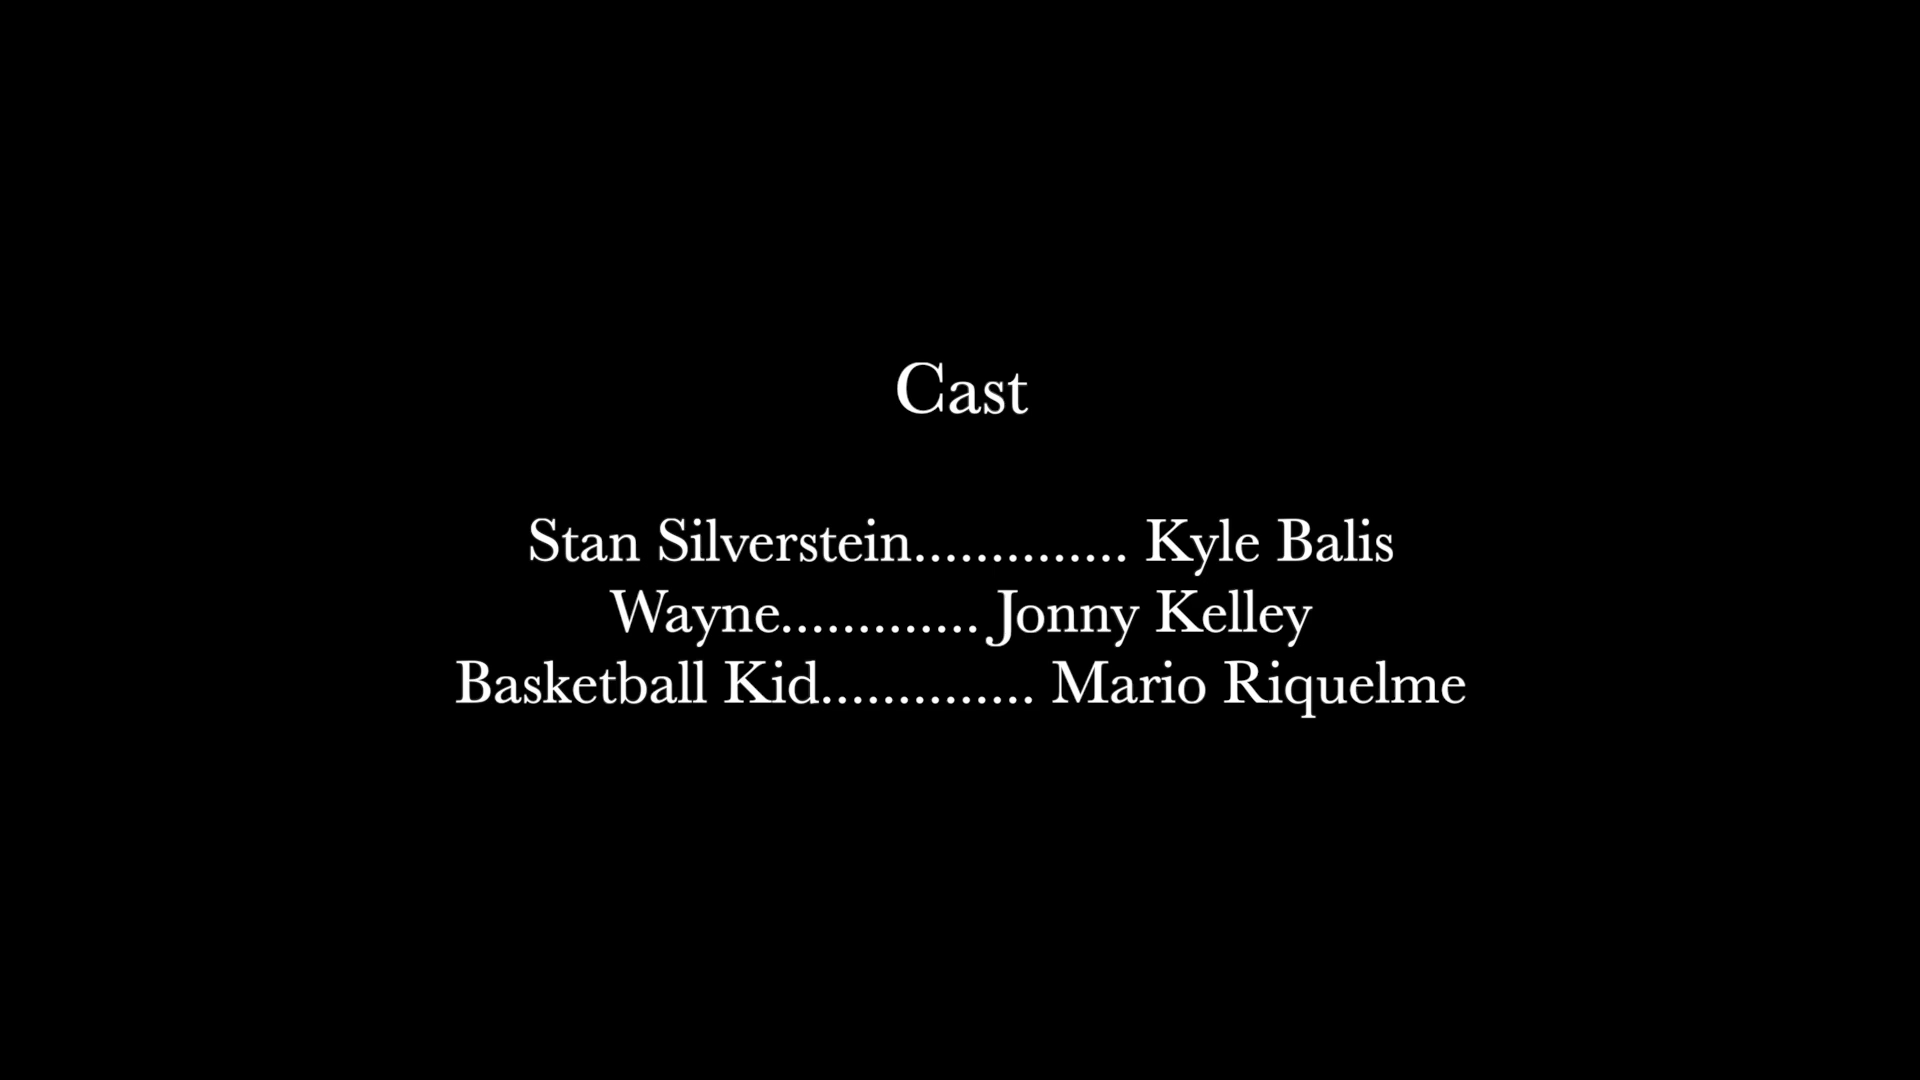 Cast
Stan Silverstein.............. Kyle Balis
Wayne............. Jonny Kelley
Basketball Kid.............. Mario Riquelme